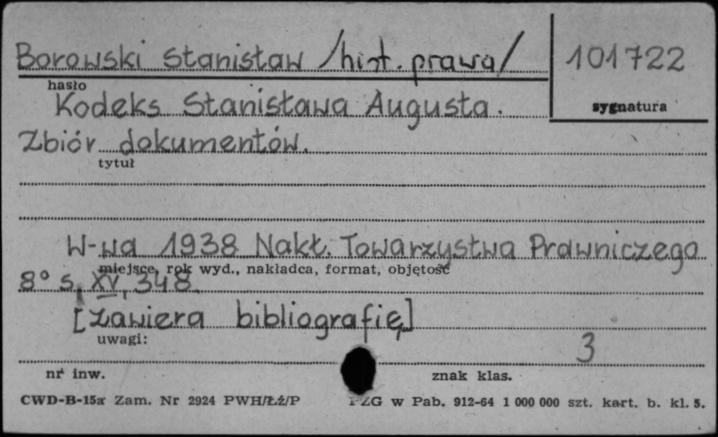 Borowski Stanisław /hist. prawa/
101722
hasło
sygnatura
Kodeks Stanisława Augusta.
Zbiór dokumentów.
tytuł
W-wa 1938 Nakł. Towarzystwa Prawniczego
miejsce, rok wyd., nakładca, format, objętość
8° s. XV, 348.
[zawiera bibliografię]
uwagi:
3
nr inw.
znak klas.
CWD-B-15a Zam. Nr 2924 PWH/Łź/P PZG w Pab. 912-64 1 000 000 szt. kart. b. kl. 5.